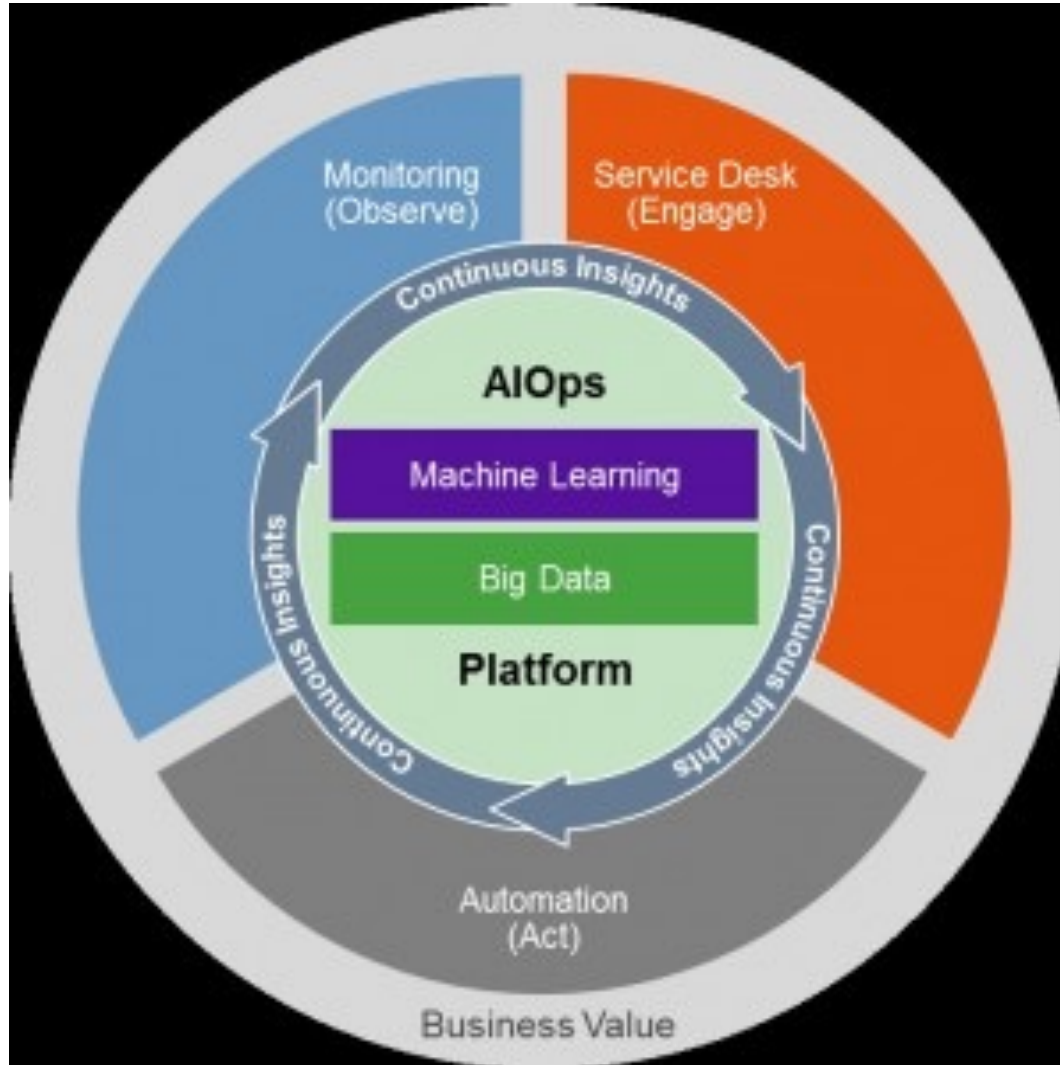 Monitoring
(Observe)
Service Desk
(Engage)
Continuous Insights
AIOps
Machine Learning
Big Data
Platform
Continuous Insights
Continuous Insights
Automation
(Act)
Business Value